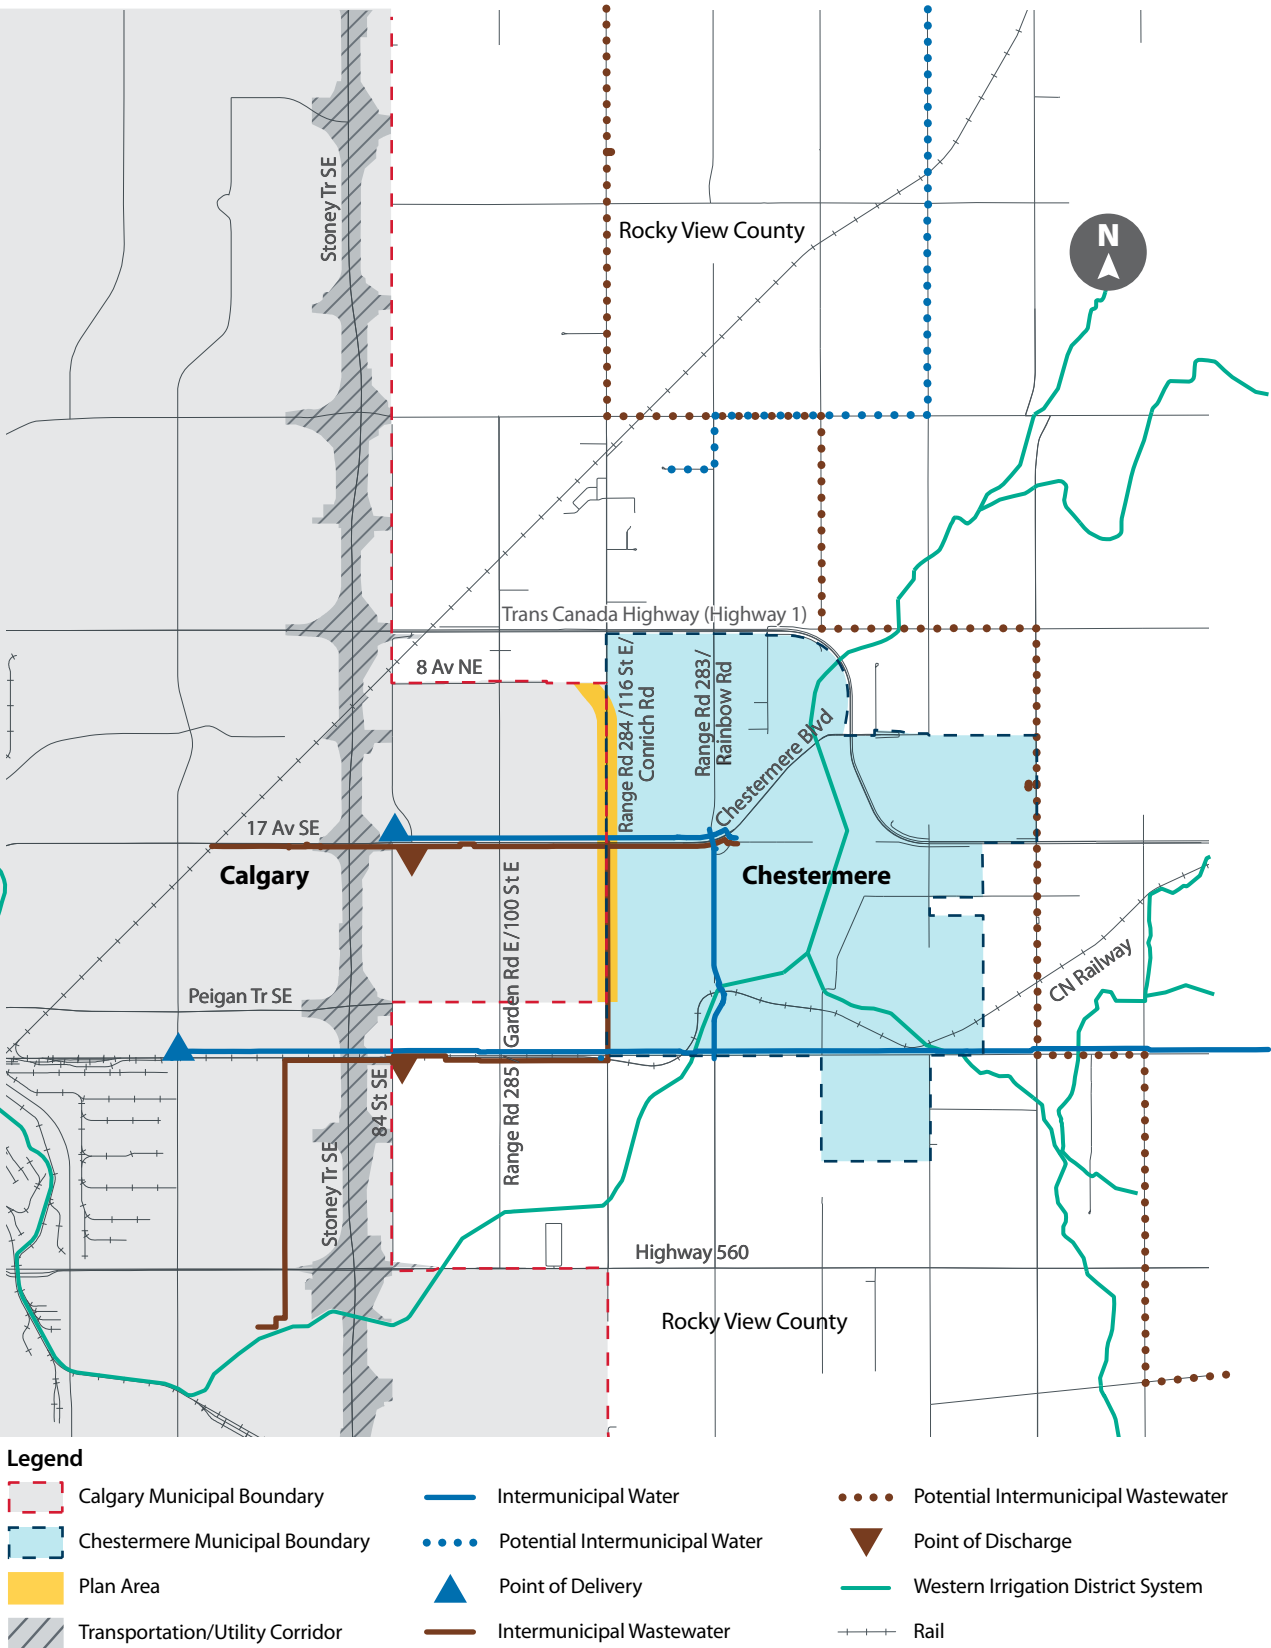 N
Stoney Tr SE
Rocky View County
Trans Canada Highway (Highway 1)
8 Av NE
Range Rd 284 /116 St E/
Conrich Rd
Range Rd 283/
Rainbow Rd
Chestermere Blvd
17 Av SE
Calgary
Chestermere
Range Rd 285 / Garden Rd E/100 St E
Peigan Tr SE
CN Railway
84 St SE
Stoney Tr SE
Highway 560
Rocky View County
Legend
Calgary Municipal Boundary
Chestermere Municipal Boundary
Plan Area
Transportation/Utility Corridor
Intermunicipal Water
Potential Intermunicipal Water
Point of Delivery
Intermunicipal Wastewater
Potential Intermunicipal Wastewater
Point of Discharge
Western Irrigation District System
Rail